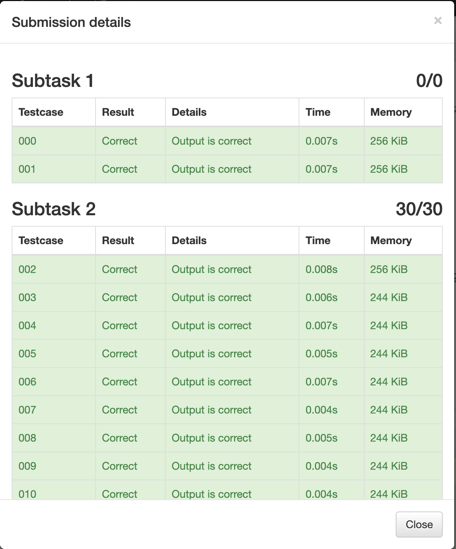 Submission details ×
Subtask 1 0/0
Testcase Result Details Time Memory
000 Correct Output is correct 0.007s 256 KiB
001 Correct Output is correct 0.007s 256 KiB
Subtask 2 30/30
Testcase Result Details Time Memory
002 Correct Output is correct 0.008s 256 KiB
003 Correct Output is correct 0.006s 244 KiB
004 Correct Output is correct 0.007s 244 KiB
005 Correct Output is correct 0.005s 244 KiB
006 Correct Output is correct 0.007s 244 KiB
007 Correct Output is correct 0.004s 244 KiB
008 Correct Output is correct 0.005s 244 KiB
009 Correct Output is correct 0.004s 244 KiB
010 Correct Output is correct 0.004s 244 KiB
Close